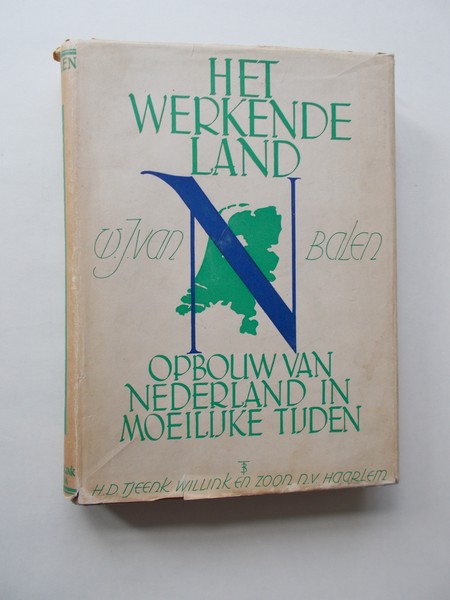 HET
WERKENDE
LAND
W. J van Balen
N
OPBOUW VAN
NEDERLAND IN
MOEILIJKE TIJDEN
H.D. TJEENK WILLINK EN ZOON N.V. HAARLEM